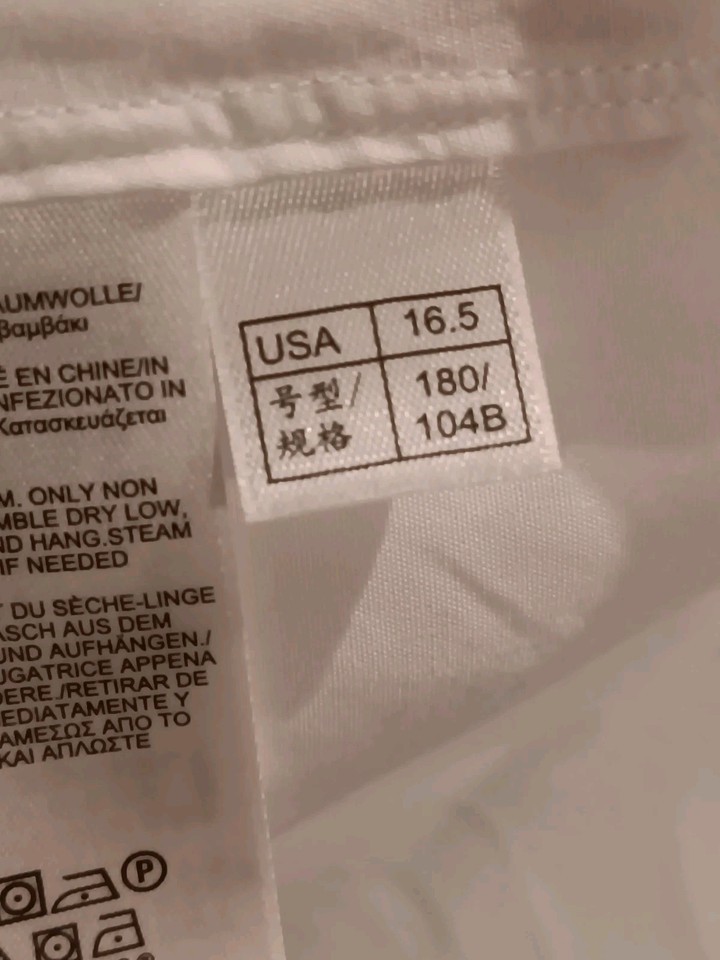 AUMWOLLE/
βαμβάκι
É EN CHINE/IN
NFEZIONATO IN
Κατασκευάζεται
M. ONLY NON
MBLE DRY LOW,
ND HANG.STEAM
IF NEEDED
DU SÈCHE-LINGE
ASCH AUS DEM
UND AUFHÄNGEN./
UGATRICE APPENA
DERE./RETIRAR DE
EDIATAMENTE Y
ΑΜΕΣΩΣ ΑΠΟ ΤΟ
ΚΑΙ ΑΠΛΩΣΤΕ
P
USA 16.5
号型/ 180/
规格 104B